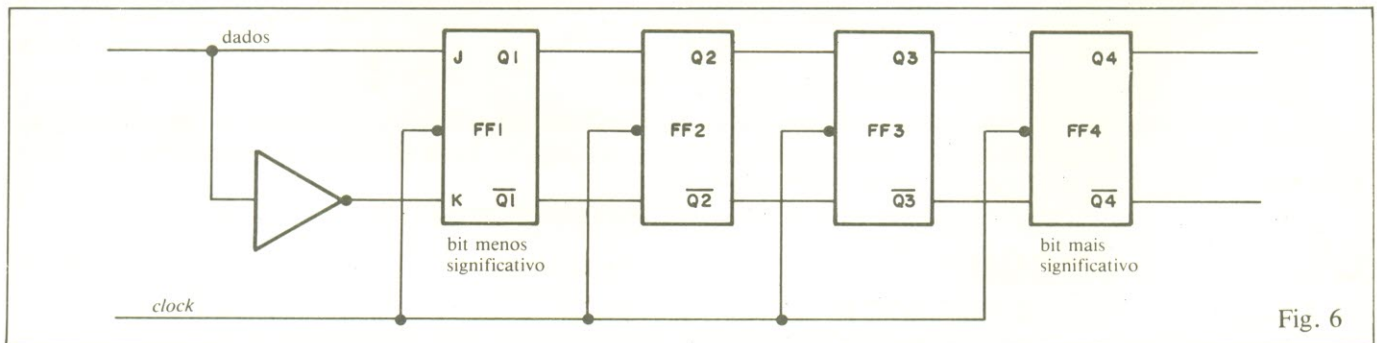 dados
J Q1
Q2
Q3
Q4
FF1
FF2
FF3
FF4
K Q1
Q2
Q3
Q4
bit menos
significativo
bit mais
significativo
clock
Fig. 6